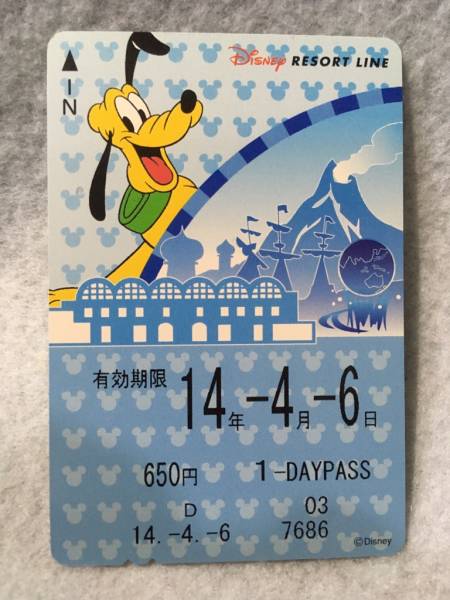 Disney RESORT LINE
IN
有効期限 14年-4月-6日
650円 1-DAYPASS
D 03
14.-4.-6 7686
©Disney